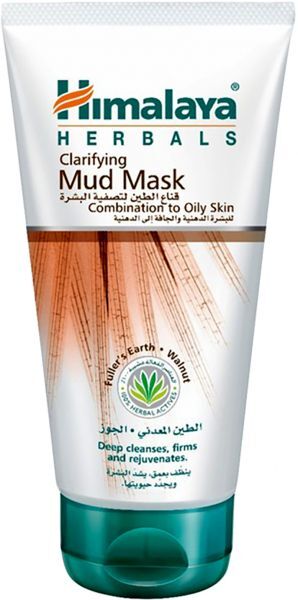 Himalaya®
HERBALS
Clarifying
Mud Mask
قناع الطين لتصفية البشرة
Combination to Oily Skin
للبشرة الدهنية والجافة إلى الدهنية
Fuller's Earth • Walnut
100% HERBAL ACTIVES
الطين المعدني • الجوز
Deep cleanses, firms
and rejuvenates.
ينظف بعمق، يشد البشرة
ويجدد حيويتها.